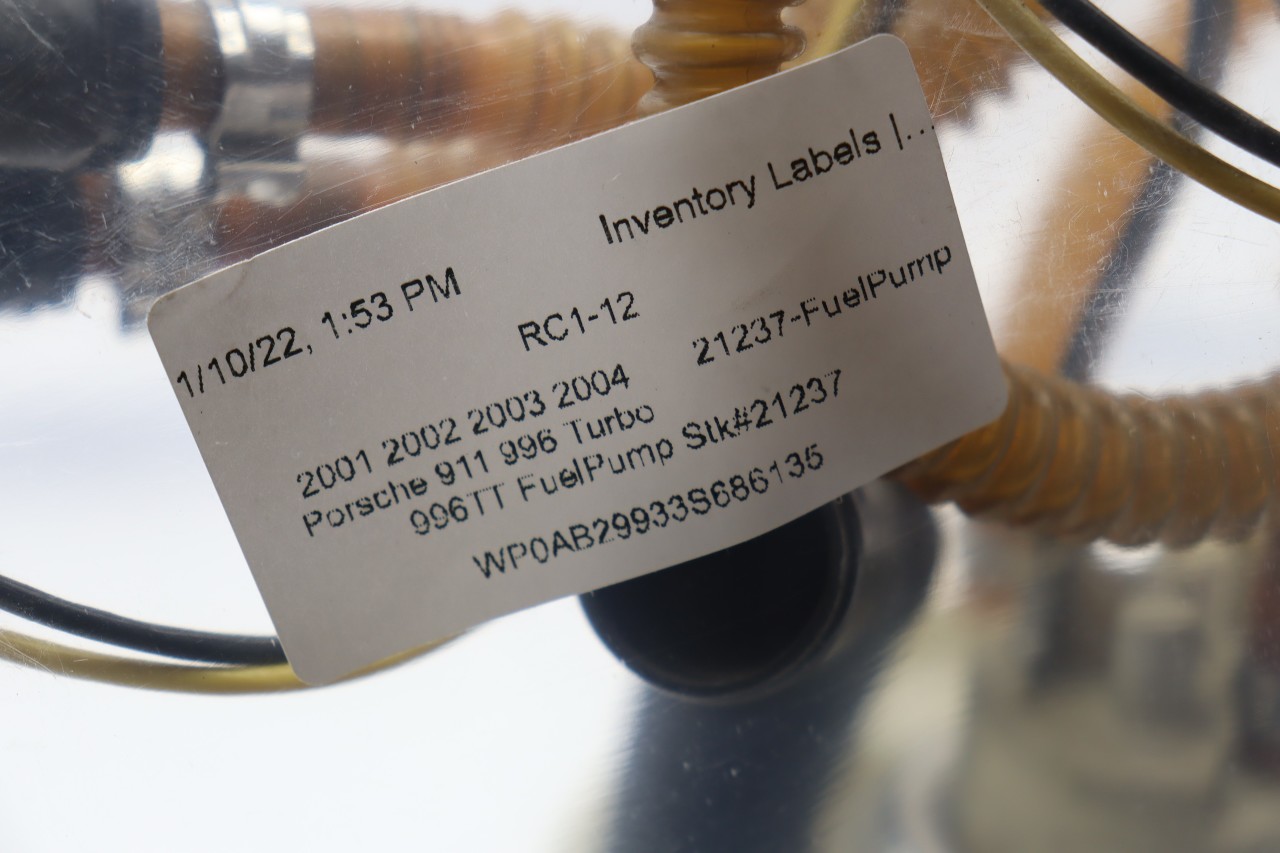 1/10/22, 1:53 PM Inventory Labels |...
RC1-12 21237-FuelPump
2001 2002 2003 2004
Porsche 911 996 Turbo
996TT FuelPump Stk#21237
WP0AB29933S686135